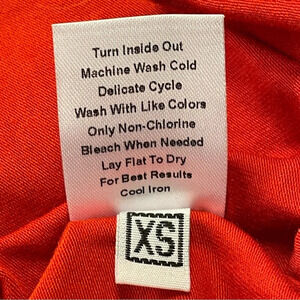 Turn Inside Out
Machine Wash Cold
Delicate Cycle
Wash With Like Colors
Only Non-Chlorine
Bleach When Needed
Lay Flat To Dry
For Best Results
Cool Iron
XS